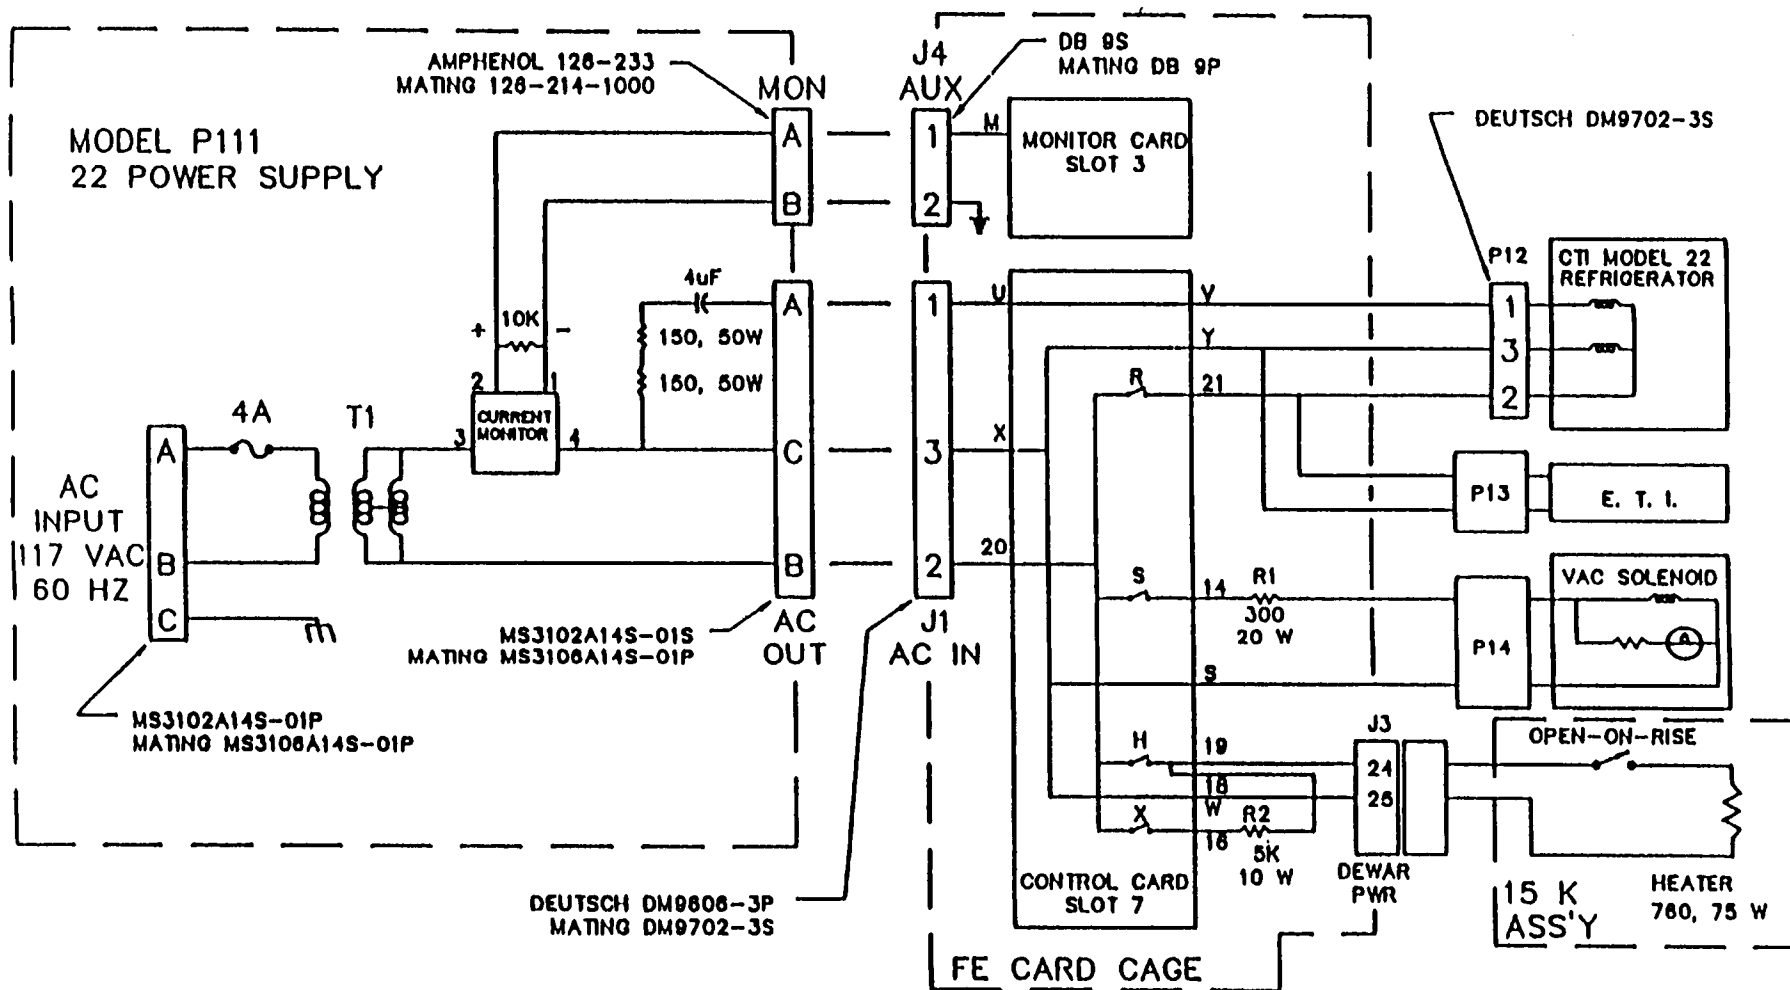 AMPHENOL 126-233
MATING 126-214-1000
MON
J4
AUX
DB 9S
MATING DB 9P
DEUTSCH DM9702-3S
MODEL P111
22 POWER SUPPLY
A
B
1
2
M
MONITOR CARD
SLOT 3
P12
CTI MODEL 22
REFRIGERATOR
4uF
A
1
U
V
1
+
10K
-
150, 50W
Y
3
2
1
150, 50W
R
21
2
4A
T1
CURRENT
MONITOR
3
4
A
C
3
X
P13
E. T. I.
AC
INPUT
117 VAC
60 HZ
B
B
2
20
C
S
14
R1
300
20 W
VAC SOLENOID
P14
MS3102A14S-01S
MATING MS3106A14S-01P
AC
OUT
J1
AC IN
S
MS3102A14S-01P
MATING MS3106A14S-01P
H
19
18
W
X
16
R2
5K
10 W
J3
24
25
DEWAR
PWR
OPEN-ON-RISE
HEATER
760, 75 W
15 K
ASS'Y
DEUTSCH DM9606-3P
MATING DM9702-3S
CONTROL CARD
SLOT 7
FE CARD CAGE